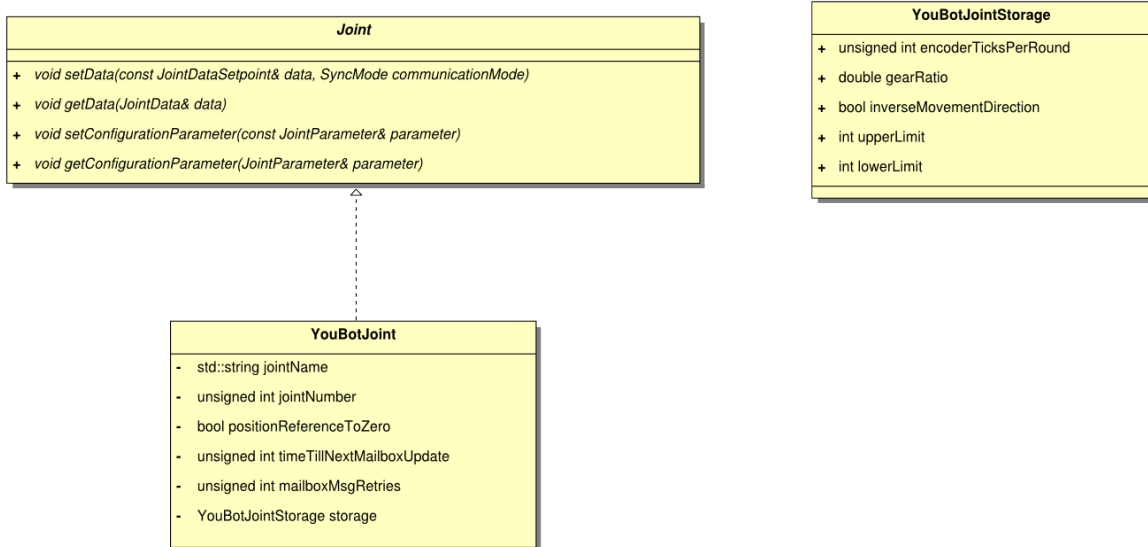 Joint
+ void setData(const JointDataSetpoint& data, SyncMode communicationMode)
+ void getData(JointData& data)
+ void setConfigurationParameter(const JointParameter& parameter)
+ void getConfigurationParameter(JointParameter& parameter)
YouBotJointStorage
+ unsigned int encoderTicksPerRound
+ double gearRatio
+ bool inverseMovementDirection
+ int upperLimit
+ int lowerLimit
YouBotJoint
- std::string jointName
- unsigned int jointNumber
- bool positionReferenceToZero
- unsigned int timeTillNextMailboxUpdate
- unsigned int mailboxMsgRetries
- YouBotJointStorage storage